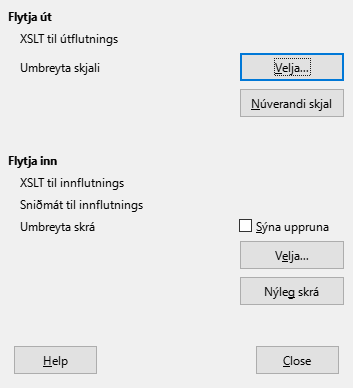 Flytja út
XSLT til útflutnings
Umbreyta skjali
Velja...
Núverandi skjal
Flytja inn
XSLT til innflutnings
Sniðmát til innflutnings
Umbreyta skrá
Sýna uppruna
Velja...
Nýleg skrá
Help
Close